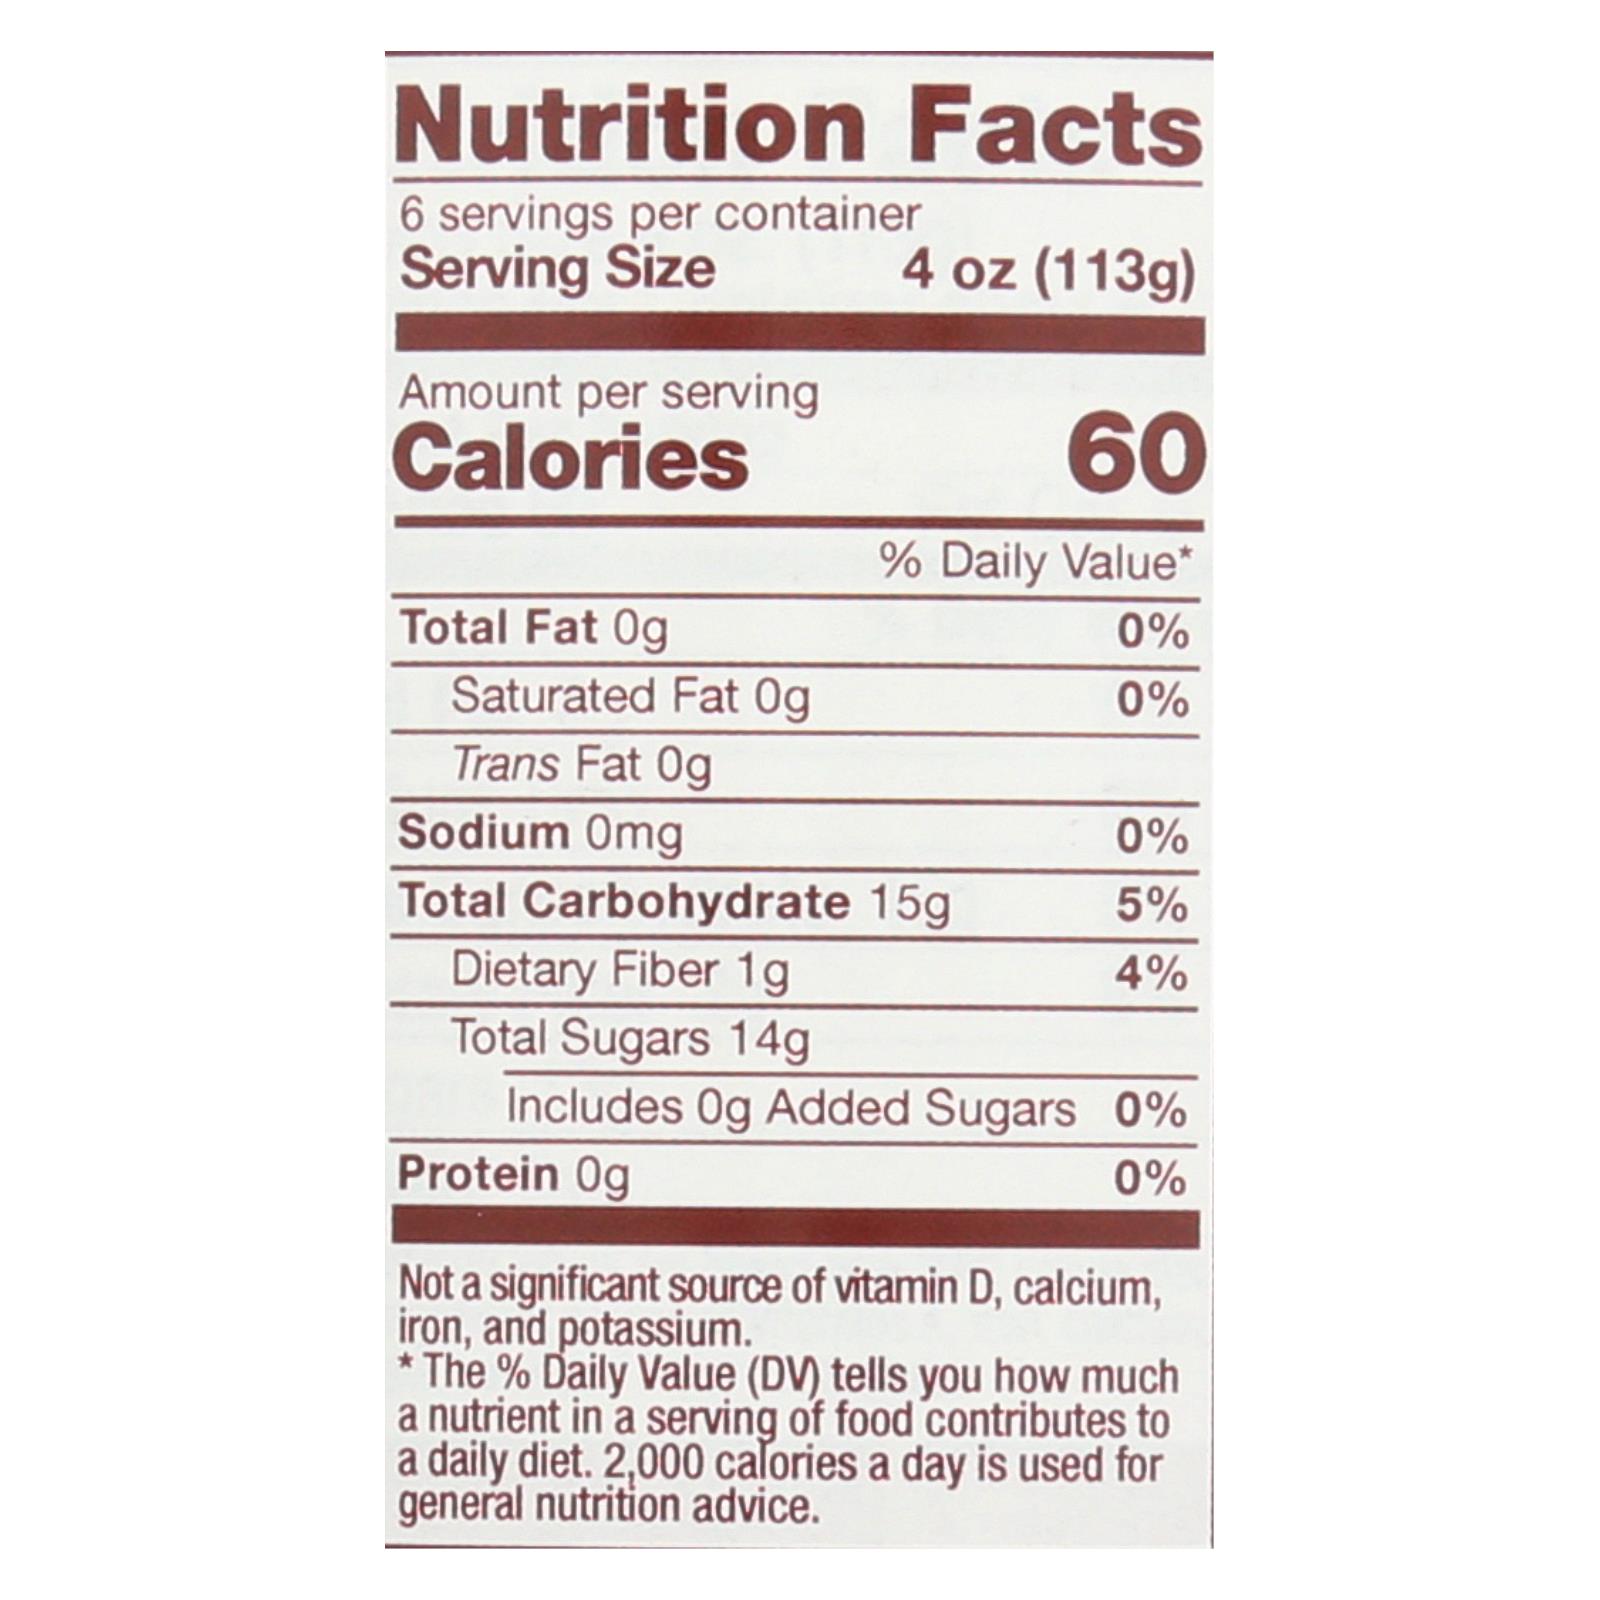 Nutrition Facts
6 servings per container
Serving Size 4 oz (113g)
Amount per serving
Calories 60
% Daily Value*
Total Fat 0g 0%
Saturated Fat 0g 0%
Trans Fat 0g
Sodium 0mg 0%
Total Carbohydrate 15g 5%
Dietary Fiber 1g 4%
Total Sugars 14g
Includes 0g Added Sugars 0%
Protein 0g 0%
Not a significant source of vitamin D, calcium,
iron, and potassium.
* The % Daily Value (DV) tells you how much
a nutrient in a serving of food contributes to
a daily diet. 2,000 calories a day is used for
general nutrition advice.